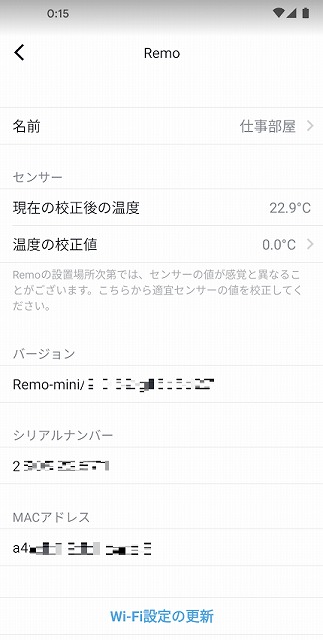 0:15
Remo
名前 仕事部屋
センサー
現在の校正後の温度 22.9°C
温度の校正値 0.0°C
Remoの設置場所次第では、センサーの値が感覚と異なるこ
とがございます。こちらから適宜センサーの値を校正してく
ださい。
バージョン
Remo-mini/
シリアルナンバー
2
MACアドレス
a4:
Wi-Fi設定の更新